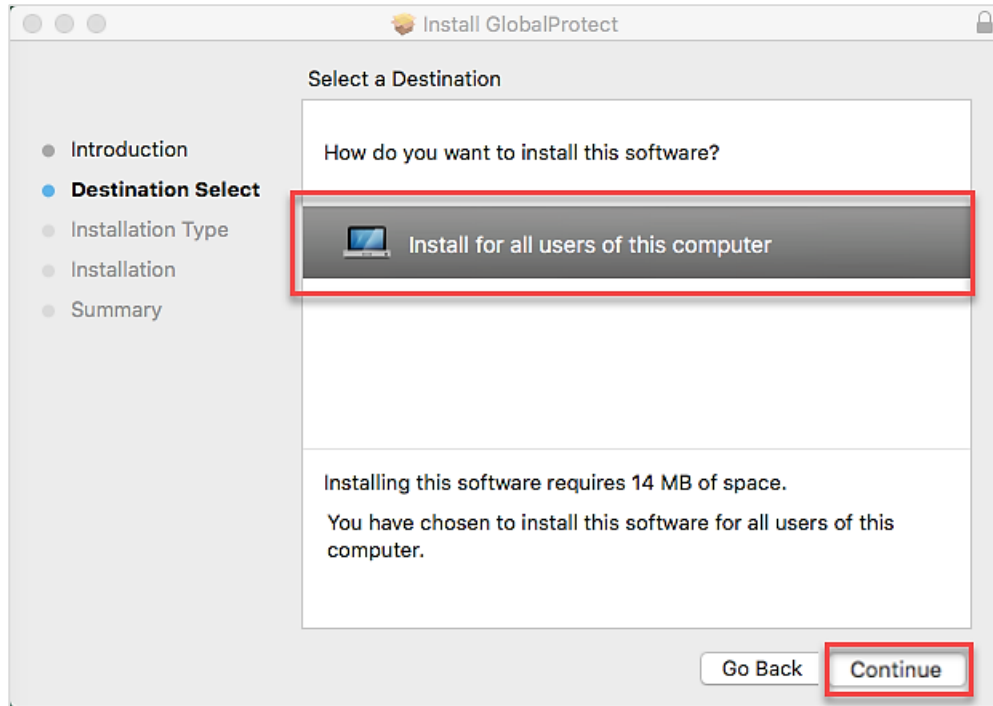 Install GlobalProtect
Select a Destination
Introduction
Destination Select
Installation Type
Installation
Summary
How do you want to install this software?
Install for all users of this computer
Installing this software requires 14 MB of space.
You have chosen to install this software for all users of this
computer.
Go Back
Continue